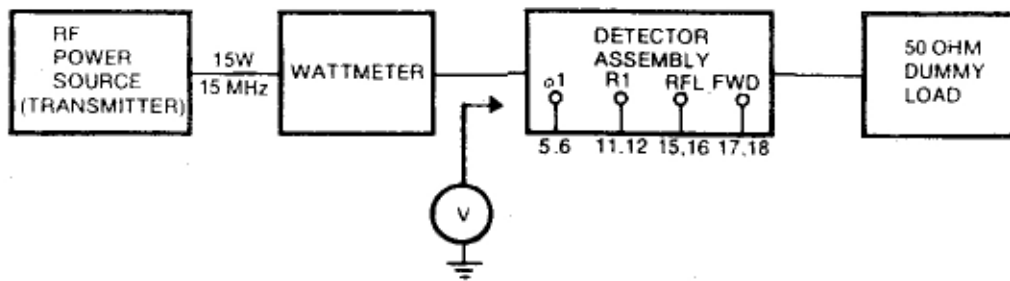 RF
POWER
SOURCE
(TRANSMITTER)
15W
15 MHz
WATTMETER
DETECTOR
ASSEMBLY
ø1 R1 RFL FWD
5.6 11.12 15,16 17,18
50 OHM
DUMMY
LOAD
V